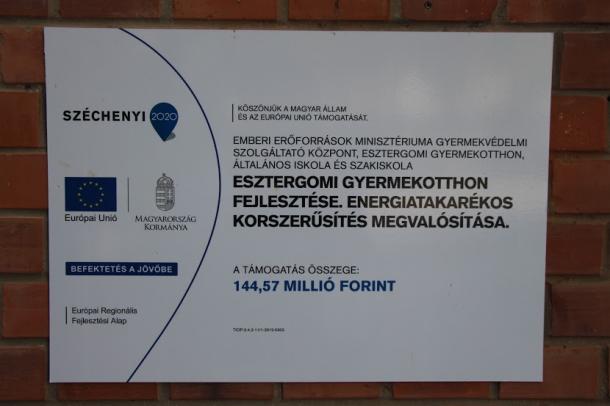 SZÉCHENYI 2020
KÖSZÖNJÜK A MAGYAR ÁLLAM
ÉS AZ EURÓPAI UNIÓ TÁMOGATÁSÁT.
EMBERI ERŐFORRÁSOK MINISZTÉRIUMA GYERMEKVÉDELMI
SZOLGÁLTATÓ KÖZPONT, ESZTERGOMI GYERMEKOTTHON,
ÁLTALÁNOS ISKOLA ÉS SZAKISKOLA
ESZTERGOMI GYERMEKOTTHON
FEJLESZTÉSE. ENERGIATAKARÉKOS
KORSZERŰSÍTÉS MEGVALÓSÍTÁSA.
Európai Unió
MAGYARORSZÁG
KORMÁNYA
BEFEKTETÉS A JÖVŐBE
A TÁMOGATÁS ÖSSZEGE:
144,57 MILLIÓ FORINT
Európai Regionális
Fejlesztési Alap